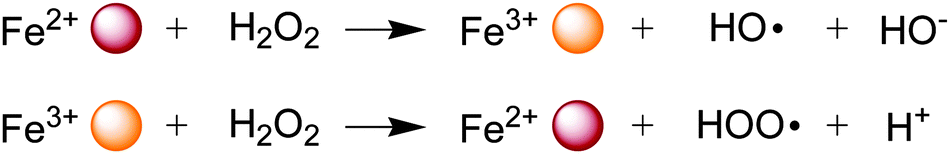 Fe²⁺ + H₂O₂ → Fe³⁺ + HO• + HO⁻
Fe³⁺ + H₂O₂ → Fe²⁺ + HOO• + H⁺